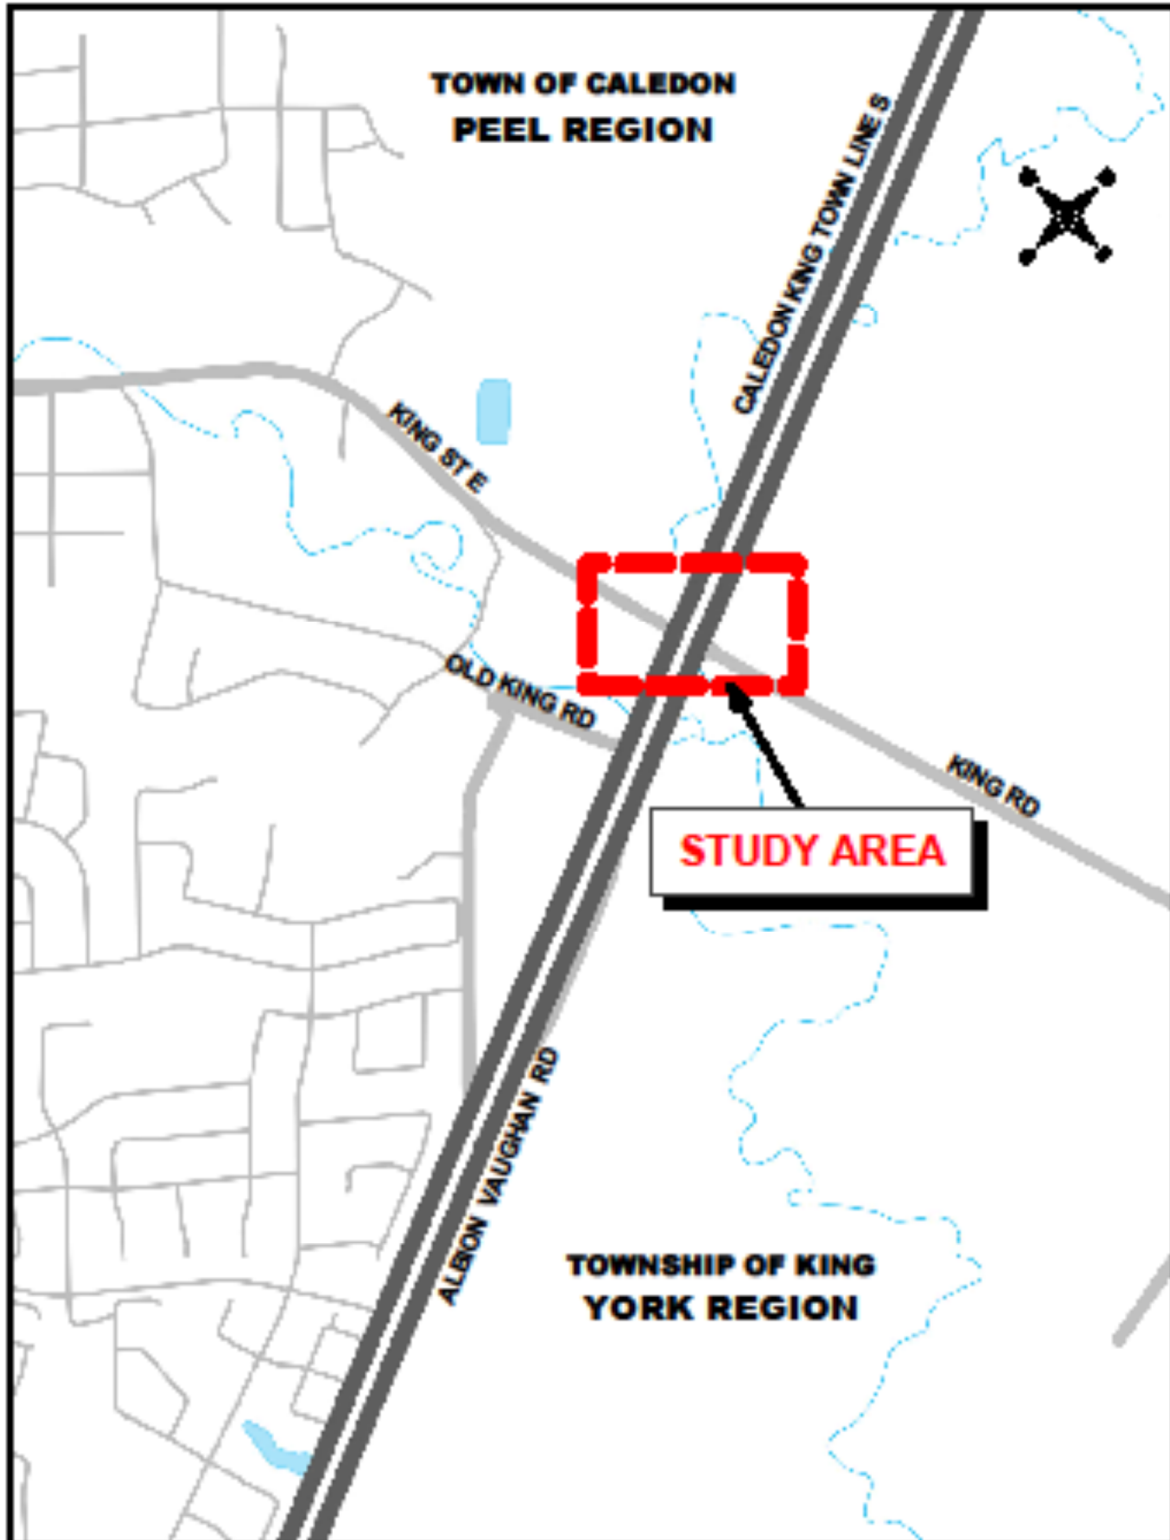 TOWN OF CALEDON
PEEL REGION
CALEDON KING TOWN LINE S
KING ST E
OLD KING RD
KING RD
STUDY AREA
ALBION VAUGHAN RD
TOWNSHIP OF KING
YORK REGION